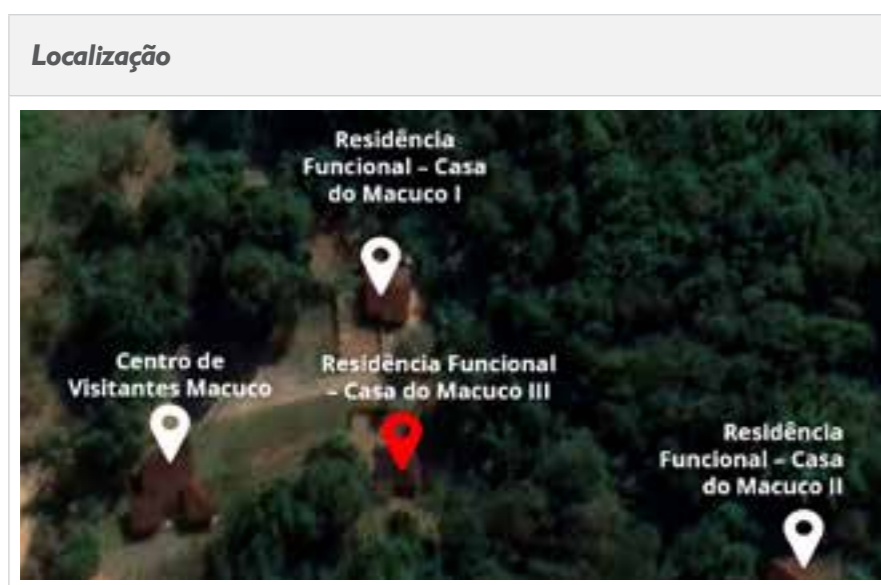 Localização
Residência
Funcional – Casa
do Macuco I
Centro de
Visitantes Macuco
Residência Funcional
– Casa do Macuco III
Residência
Funcional – Casa
do Macuco II